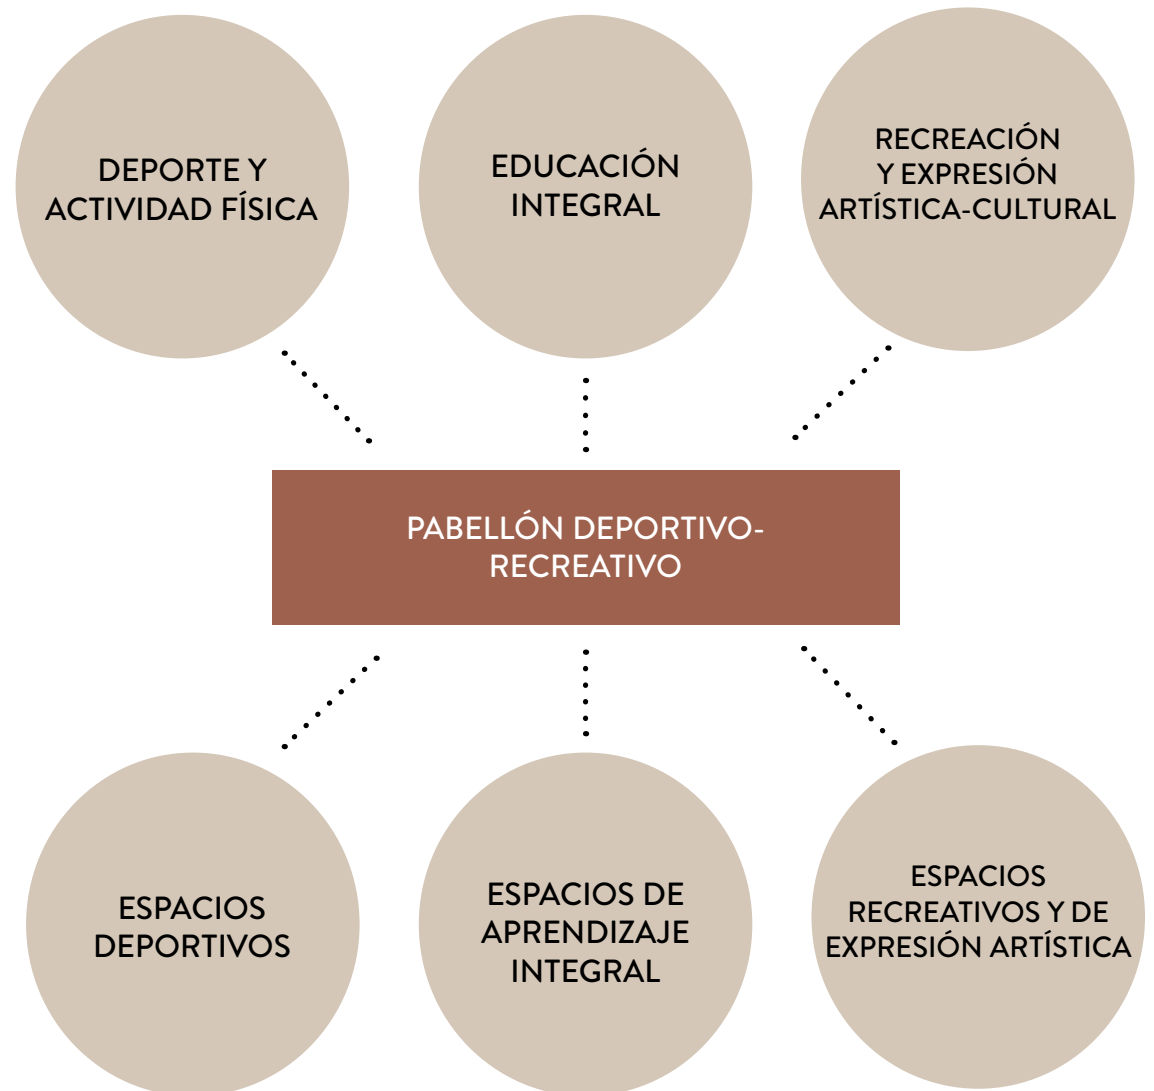 DEPORTE Y
ACTIVIDAD FÍSICA
EDUCACIÓN
INTEGRAL
RECREACIÓN
Y EXPRESIÓN
ARTÍSTICA-CULTURAL
PABELLÓN DEPORTIVO-
RECREATIVO
ESPACIOS
DEPORTIVOS
ESPACIOS DE
APRENDIZAJE
INTEGRAL
ESPACIOS
RECREATIVOS Y DE
EXPRESIÓN ARTÍSTICA